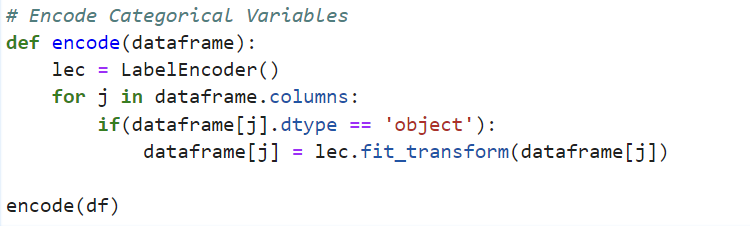 # Encode Categorical Variables
def encode(dataframe):
    lec = LabelEncoder()
    for j in dataframe.columns:
        if(dataframe[j].dtype == 'object'):
            dataframe[j] = lec.fit_transform(dataframe[j])

encode(df)